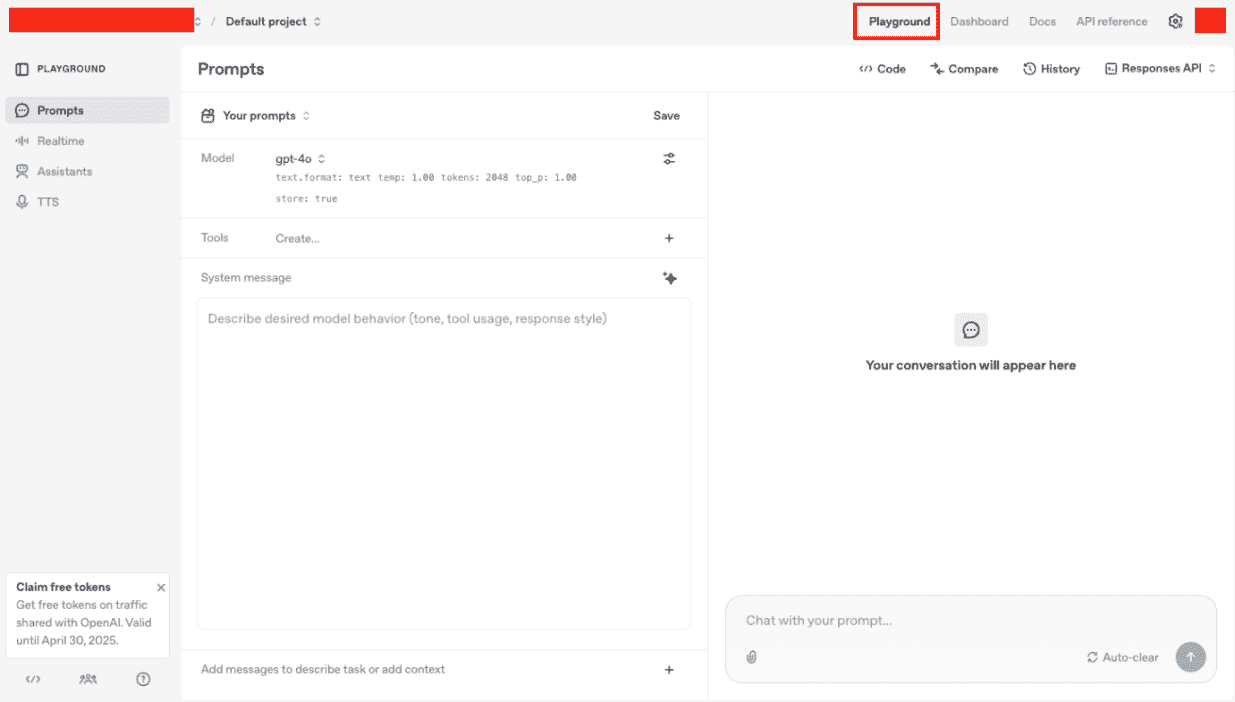 / Default project
Playground
Dashboard
Docs
API reference
PLAYGROUND
Prompts
Realtime
Assistants
TTS
Prompts
Code
Compare
History
Responses API
Your prompts
Save
Model
gpt-4o
text.format: text temp: 1.00 tokens: 2048 top_p: 1.00
store: true
Tools
Create...
System message
Describe desired model behavior (tone, tool usage, response style)
Add messages to describe task or add context
Your conversation will appear here
Chat with your prompt...
Auto-clear
Claim free tokens
Get free tokens on traffic
shared with OpenAI. Valid
until April 30, 2025.